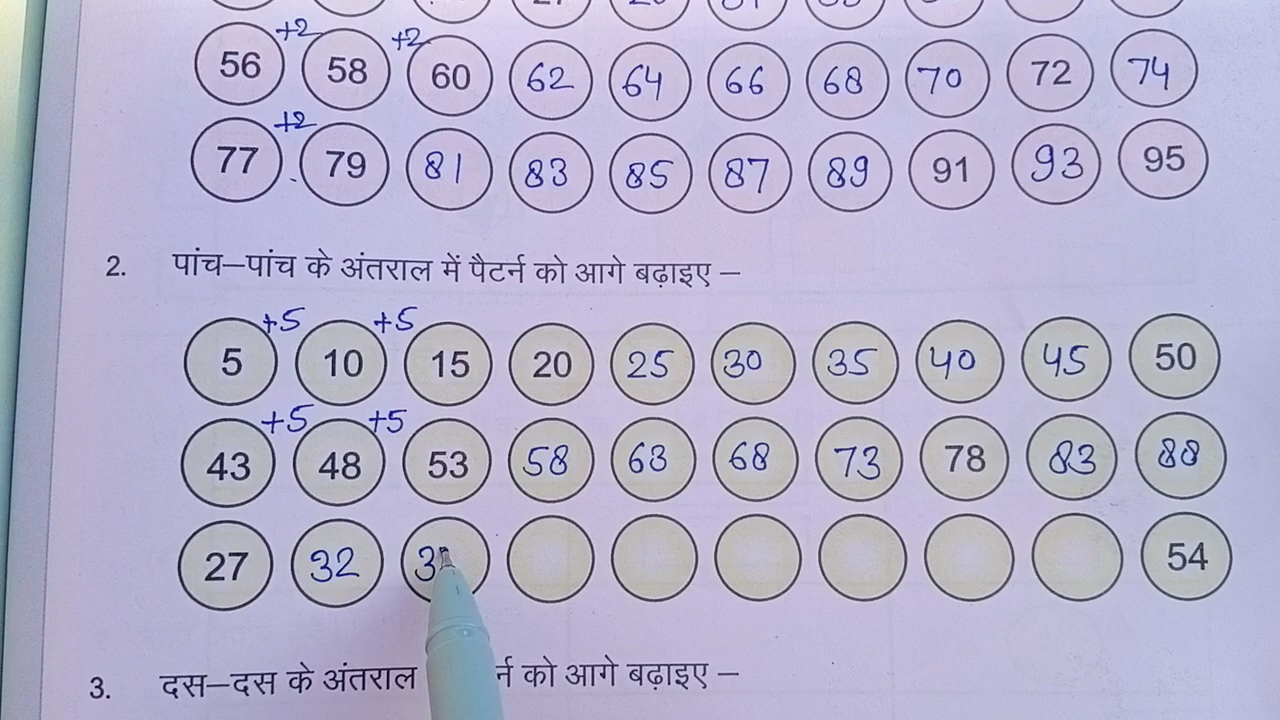 +2 +2
56 58 60 62 64 66 68 70 72 74
+2
77 79 81 83 85 87 89 91 93 95
2. पांच–पांच के अंतराल में पैटर्न को आगे बढ़ाइए –
+5 +5
5 10 15 20 25 30 35 40 45 50
+5 +5
43 48 53 58 63 68 73 78 83 88
27 32 3 54
3. दस–दस के अंतराल र्न को आगे बढ़ाइए –